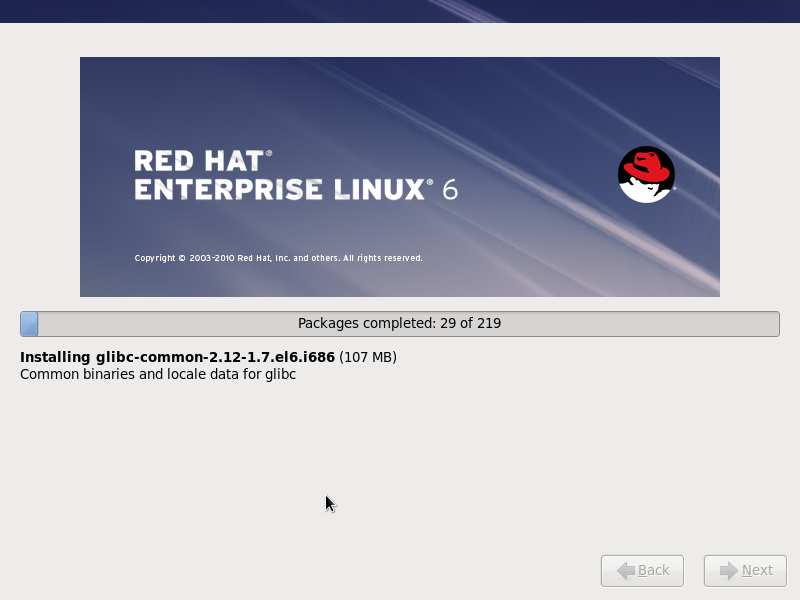 RED HAT®
ENTERPRISE LINUX® 6
Copyright © 2003-2010 Red Hat, Inc. and others. All rights reserved.
Packages completed: 29 of 219
Installing glibc-common-2.12-1.7.el6.i686 (107 MB)
Common binaries and locale data for glibc
Back Next